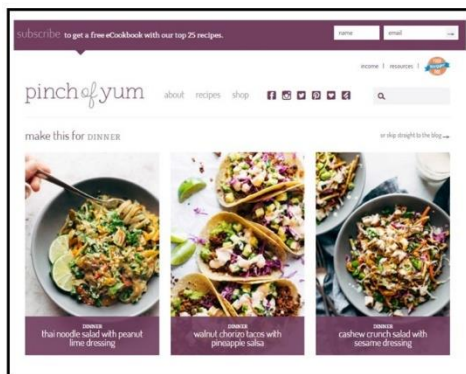 subscribe to get a free eCookbook with our top 25 recipes.
name
email
income | resources |
pinch of yum
about recipes shop
make this for DINNER
or skip straight to the blog
DINNER
thai noodle salad with peanut
lime dressing
DINNER
walnut chorizo tacos with
pineapple salsa
DINNER
cashew crunch salad with
sesame dressing